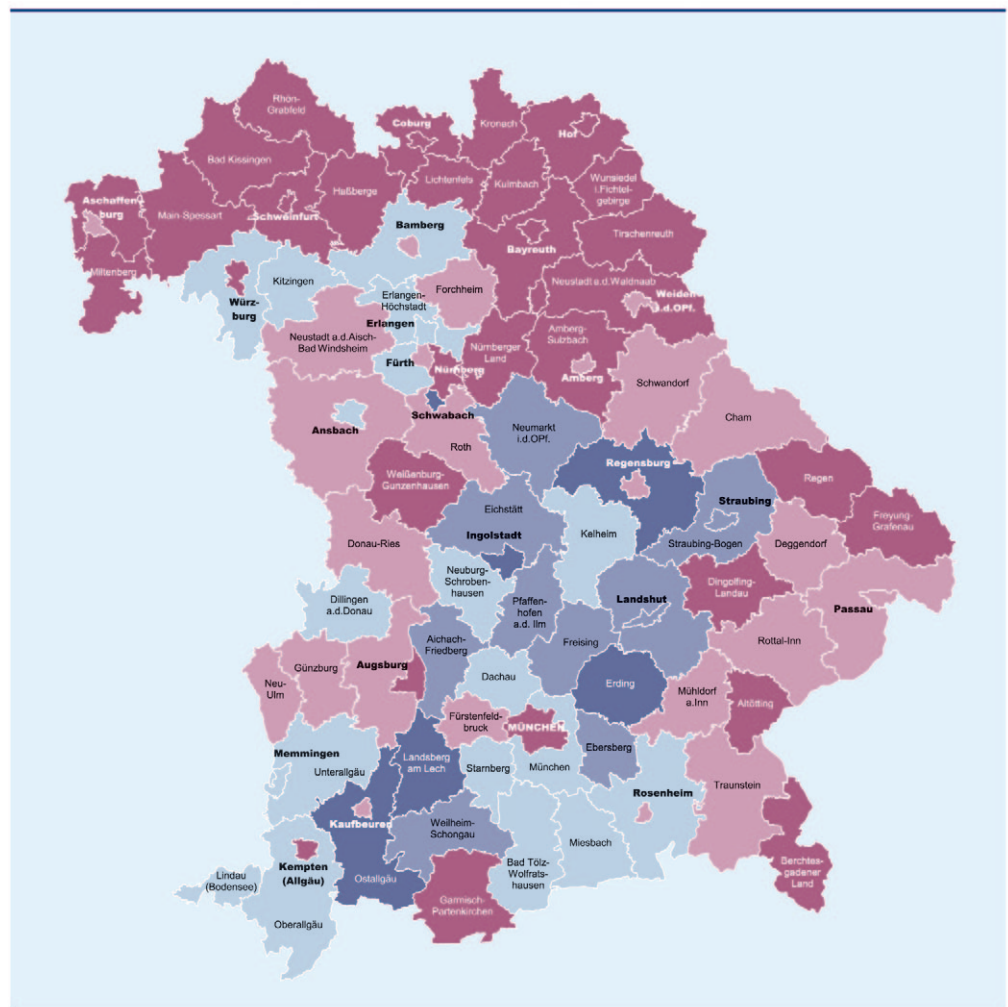 Rhön-
Grabfeld
Coburg
Kronach
Hof
Bad Kissingen
Lichtenfels
Kulmbach
Wunsiedel
i.Fichtel-
gebirge
Haßberge
Aschaffen-
burg
Main-Spessart
Schweinfurt
Bamberg
Tirschenreuth
Bayreuth
Miltenberg
Kitzingen
Neustadt a.d.Waldnaab
Erlangen-
Höchstadt
Forchheim
Weiden
i.d.OPf.
Würz-
burg
Erlangen
Neustadt a.d.Aisch-
Bad Windsheim
Amberg-
Sulzbach
Nürnberger
Land
Fürth
Nürnberg
Amberg
Schwandorf
Schwabach
Cham
Ansbach
Roth
Neumarkt
i.d.OPf.
Regensburg
Weißenburg-
Gunzenhausen
Regen
Straubing
Eichstätt
Freyung-
Grafenau
Ingolstadt
Kelheim
Straubing-Bogen
Deggendorf
Donau-Ries
Neuburg-
Schroben-
hausen
Dingolfing-
Landau
Dillingen
a.d.Donau
Pfaffen-
hofen
a.d. Ilm
Landshut
Passau
Aichach-
Friedberg
Freising
Rottal-Inn
Augsburg
Günzburg
Neu-
Ulm
Dachau
Erding
Mühldorf
a.Inn
Altötting
Fürstenfeld-
bruck
MÜNCHEN
Ebersberg
Memmingen
Unterallgäu
Landsberg
am Lech
Starnberg
München
Traunstein
Rosenheim
Kaufbeuren
Weilheim-
Schongau
Miesbach
Kempten
(Allgäu)
Bad Tölz-
Wolfrats-
hausen
Berchtes-
gadener
Land
Lindau
(Bodensee)
Ostallgäu
Garmisch-
Partenkirchen
Oberallgäu